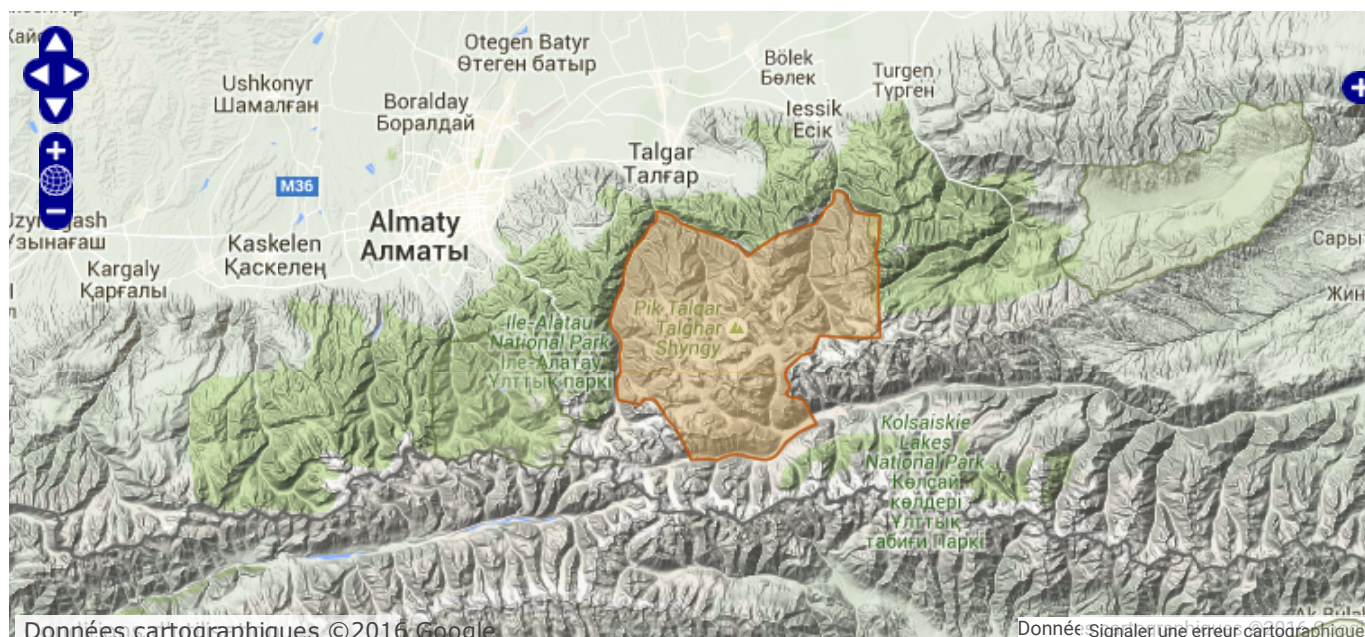 Otegen Batyr
Өтеген батыр
Bölek
Бөлек
Turgen
Түрген
Ushkonyr
Шамалған
Boralday
Боралдай
Iessik
Есік
Talgar
Талғар
M36
Almaty
Алматы
Kaskelen
Қаскелең
Kargaly
Қарғалы
Ұзынағаш
Сары
Жин
Ile-Alatau
National Park
Іле-Алатау
Ұлттық паркі
Pik Talgar
Talghar
Shyngy
Kolsaiskie
Lakes
National Park
Көлсай
көлдері
Ұлттық
табиғи Паркі
Données cartographiques ©2016 Google
Signaler une erreur cartographique